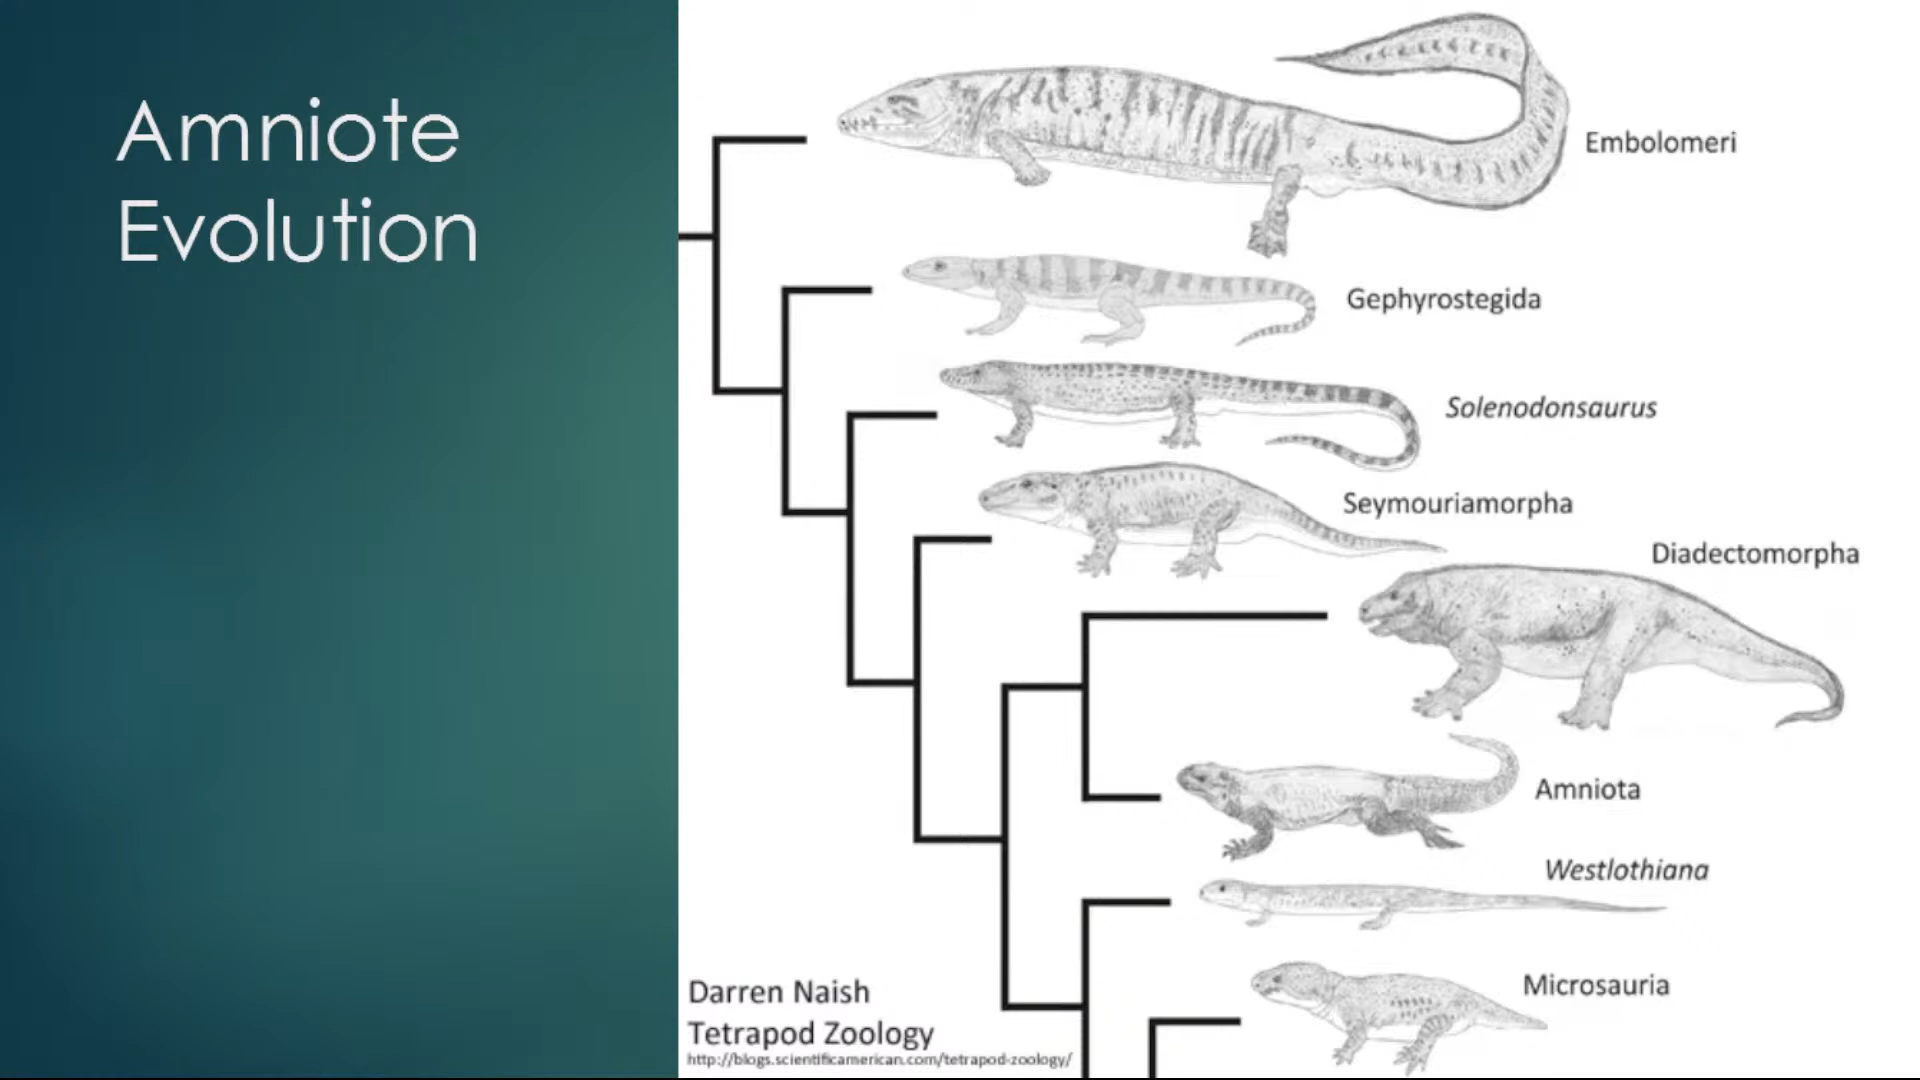 Amniote
Evolution
Embolomeri
Gephyrostegida
Solenodonsaurus
Seymouriamorpha
Diadectomorpha
Amniota
Westlothiana
Microsauria
Darren Naish
Tetrapod Zoology
http://blogs.scientificamerican.com/tetrapod-zoology/